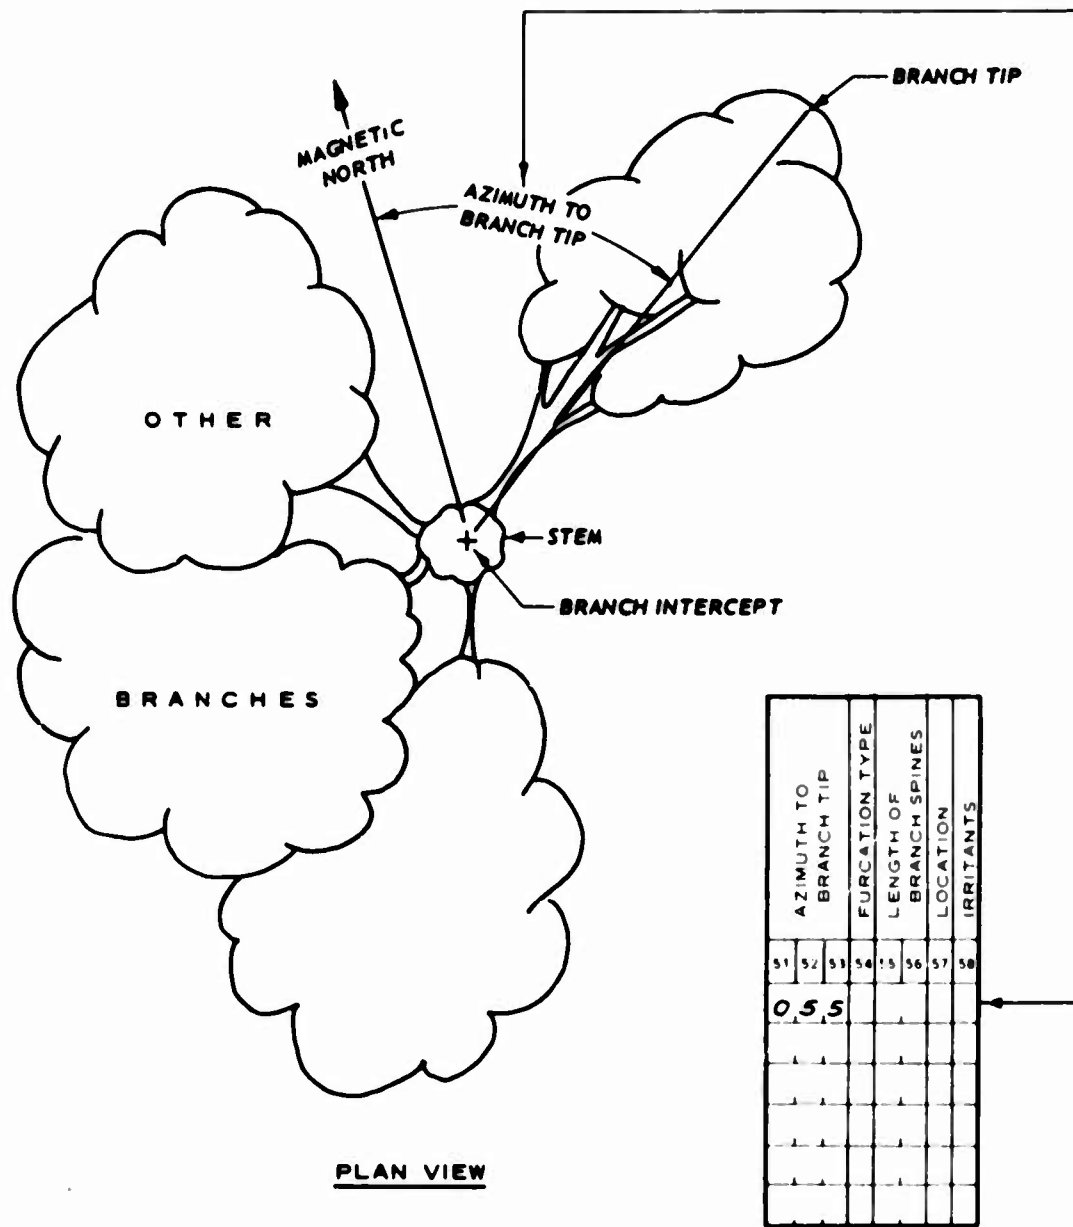 BRANCH TIP
MAGNETIC
NORTH
AZIMUTH TO
BRANCH TIP
OTHER
STEM
BRANCH INTERCEPT
BRANCHES
AZIMUTH TO
BRANCH TIP
FURCATION TYPE
LENGTH OF
BRANCH SPINES
LOCATION
IRRITANTS
51 52 53 54 55 56 57 58
0 5 5
PLAN VIEW